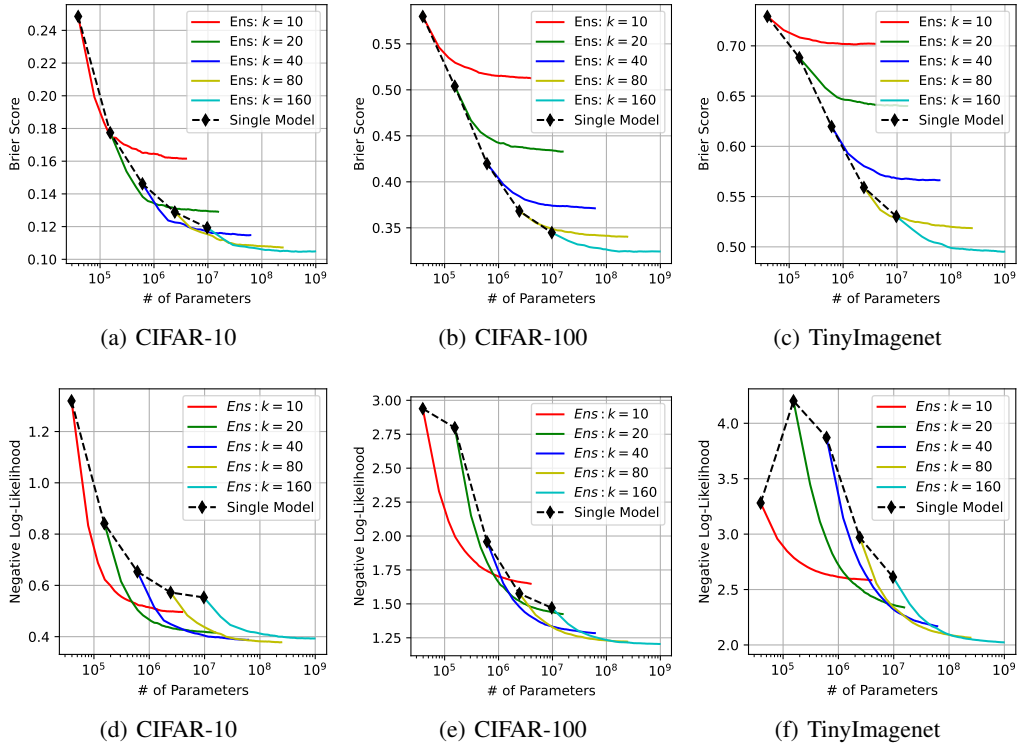 0.24
0.22
0.20
0.18
0.16
0.14
0.12
0.10
Brier Score
10^5
10^6
10^7
10^8
10^9
# of Parameters
Ens: k = 10
Ens: k = 20
Ens: k = 40
Ens: k = 80
Ens: k = 160
Single Model
(a) CIFAR-10
0.55
0.50
0.45
0.40
0.35
Brier Score
10^5
10^6
10^7
10^8
10^9
# of Parameters
Ens: k = 10
Ens: k = 20
Ens: k = 40
Ens: k = 80
Ens: k = 160
Single Model
(b) CIFAR-100
0.70
0.65
0.60
0.55
0.50
Brier Score
10^5
10^6
10^7
10^8
10^9
# of Parameters
Ens: k = 10
Ens: k = 20
Ens: k = 40
Ens: k = 80
Ens: k = 160
Single Model
(c) TinyImagenet
1.2
1.0
0.8
0.6
0.4
Negative Log-Likelihood
10^5
10^6
10^7
10^8
10^9
# of Parameters
Ens : k = 10
Ens : k = 20
Ens : k = 40
Ens : k = 80
Ens : k = 160
Single Model
(d) CIFAR-10
3.00
2.75
2.50
2.25
2.00
1.75
1.50
1.25
Negative Log-Likelihood
10^5
10^6
10^7
10^8
10^9
# of Parameters
Ens : k = 10
Ens : k = 20
Ens : k = 40
Ens : k = 80
Ens : k = 160
Single Model
(e) CIFAR-100
4.0
3.5
3.0
2.5
2.0
Negative Log-Likelihood
10^5
10^6
10^7
10^8
10^9
# of Parameters
Ens : k = 10
Ens : k = 20
Ens : k = 40
Ens : k = 80
Ens : k = 160
Single Model
(f) TinyImagenet